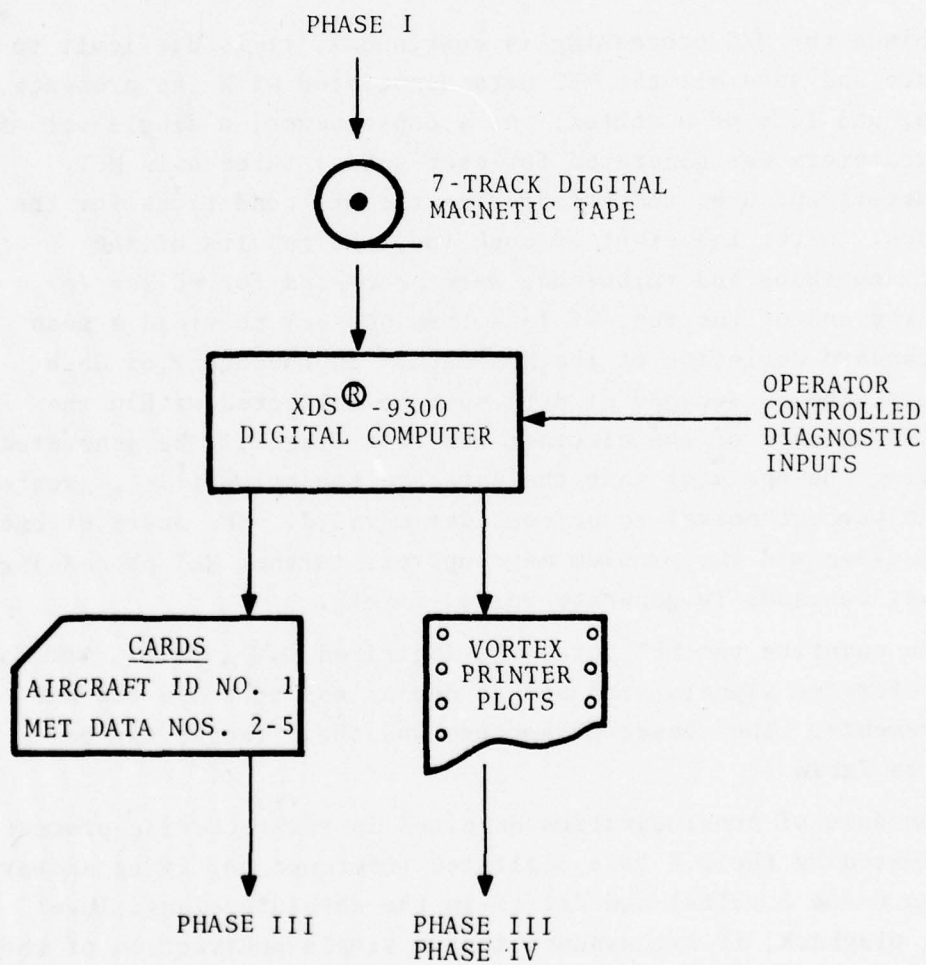 PHASE I
7-TRACK DIGITAL
MAGNETIC TAPE
XDS®-9300
DIGITAL COMPUTER
OPERATOR
CONTROLLED
DIAGNOSTIC
INPUTS
CARDS
AIRCRAFT ID NO. 1
MET DATA NOS. 2-5
VORTEX
PRINTER
PLOTS
PHASE III
PHASE III
PHASE IV